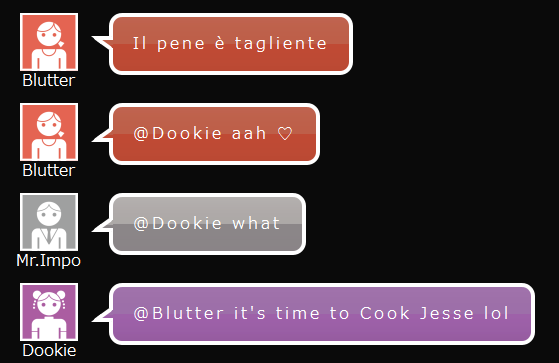 Il pene è tagliente
Blutter
@Dookie aah ♡
Blutter
@Dookie what
Mr.Impo
@Blutter it's time to Cook Jesse lol
Dookie